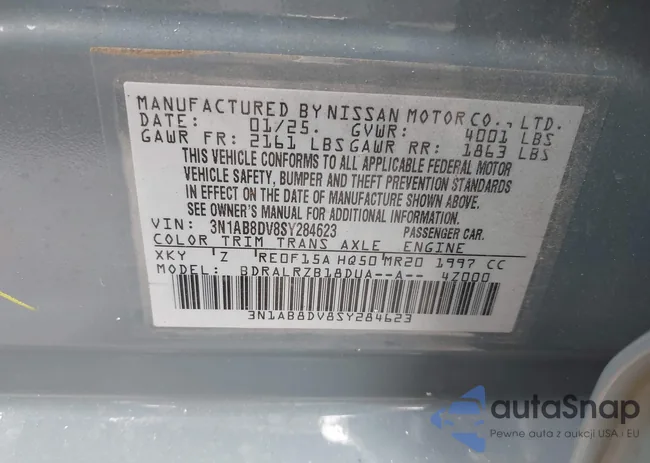 MANUFACTURED BY NISSAN MOTOR CO., LTD.
DATE: 01/25. GVWR: 4001 LBS
GAWR FR: 2161 LBS GAWR RR: 1863 LBS
THIS VEHICLE CONFORMS TO ALL APPLICABLE FEDERAL MOTOR
VEHICLE SAFETY, BUMPER AND THEFT PREVENTION STANDARDS
IN EFFECT ON THE DATE OF MANUFACTURE SHOWN ABOVE.
SEE OWNER'S MANUAL FOR ADDITIONAL INFORMATION
VIN: 3N1AB8DV8SY284623 PASSENGER CAR.
COLOR TRIM TRANS AXLE ENGINE
XKY Z RE0F15A HQ50 MR20 1997 CC
MODEL: BDRALRZB18DUA--A-- 4Z000
3N1AB8DV8SY284623
autaSnap
Pewne auta z aukcji USA i EU